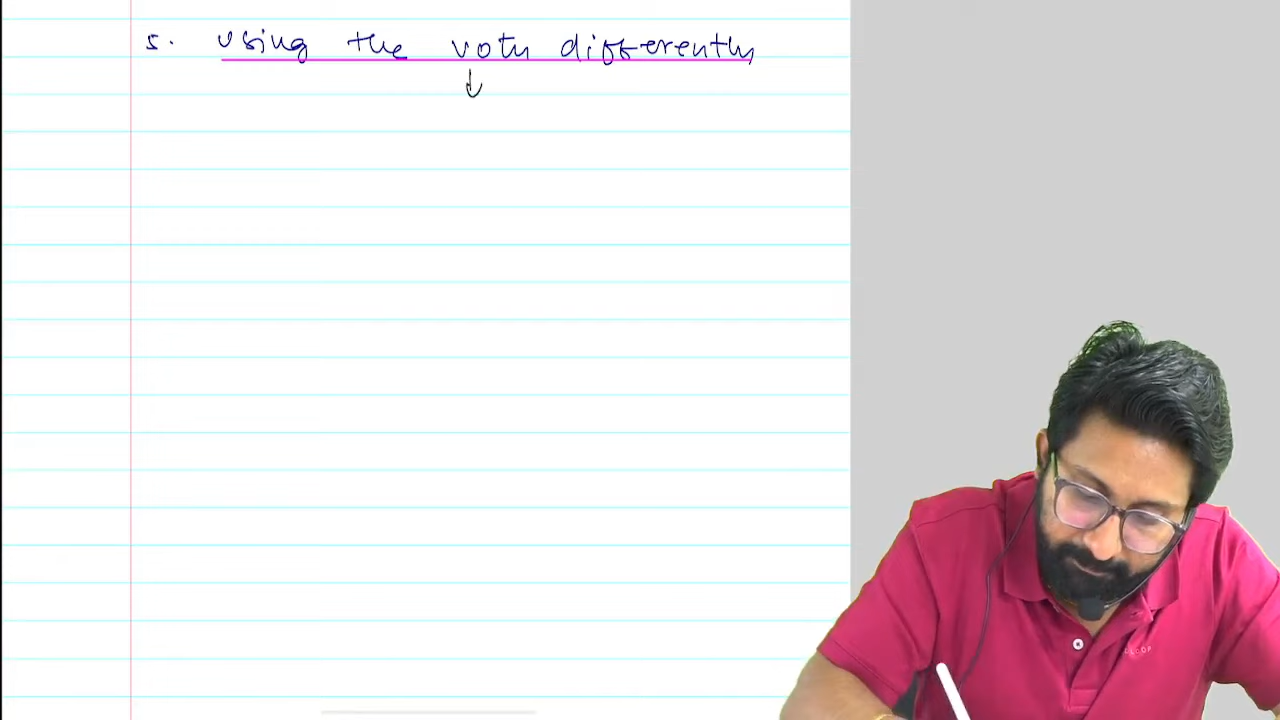 5. Using the vote differently
↓